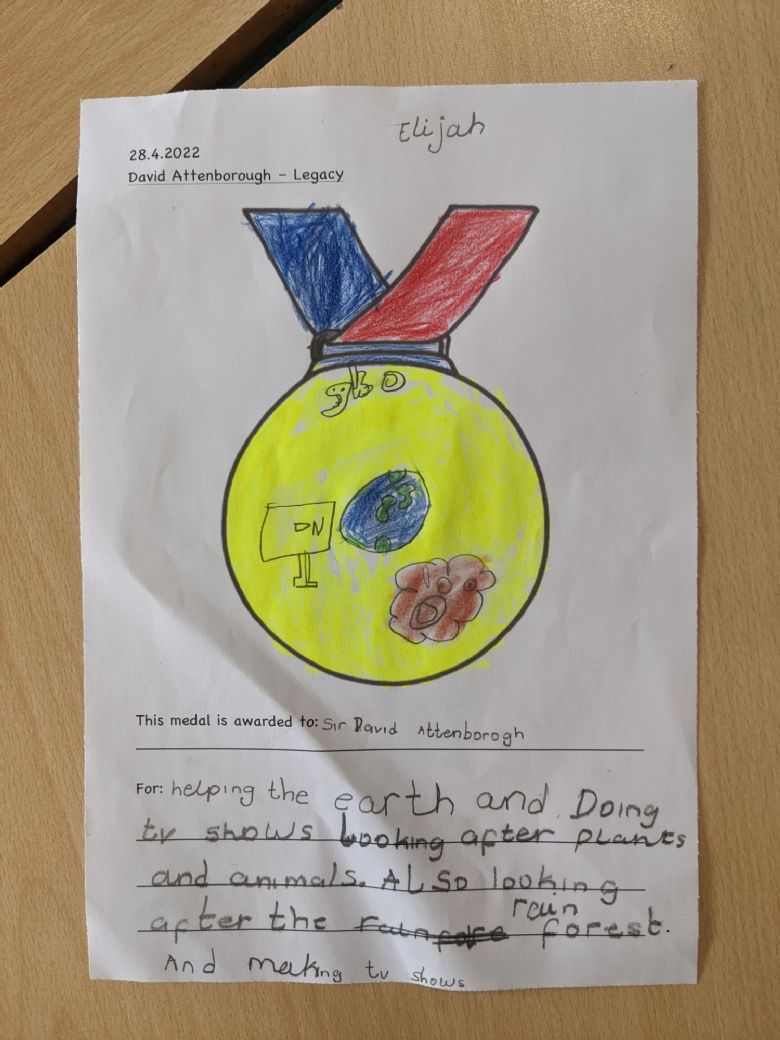 Elijah
28.4.2022
David Attenborough - Legacy
DN
This medal is awarded to: Sir David Attenborogh
For: helping the earth and Doing
tv shows Looking after plants
and animals. ALSo looking
after the rain
forest.
And making tv shows